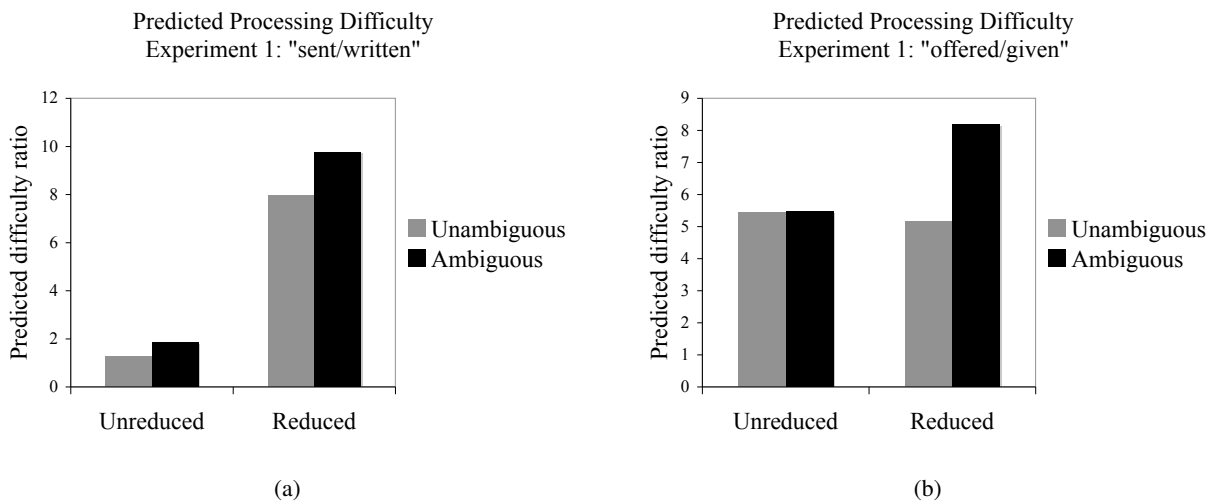 Predicted Processing Difficulty
Experiment 1: "sent/written"
12
10
8
6
4
2
0
Predicted difficulty ratio
Unreduced
Reduced
Unambiguous
Ambiguous
(a)
Predicted Processing Difficulty
Experiment 1: "offered/given"
9
8
7
6
5
4
3
2
1
0
Predicted difficulty ratio
Unreduced
Reduced
Unambiguous
Ambiguous
(b)